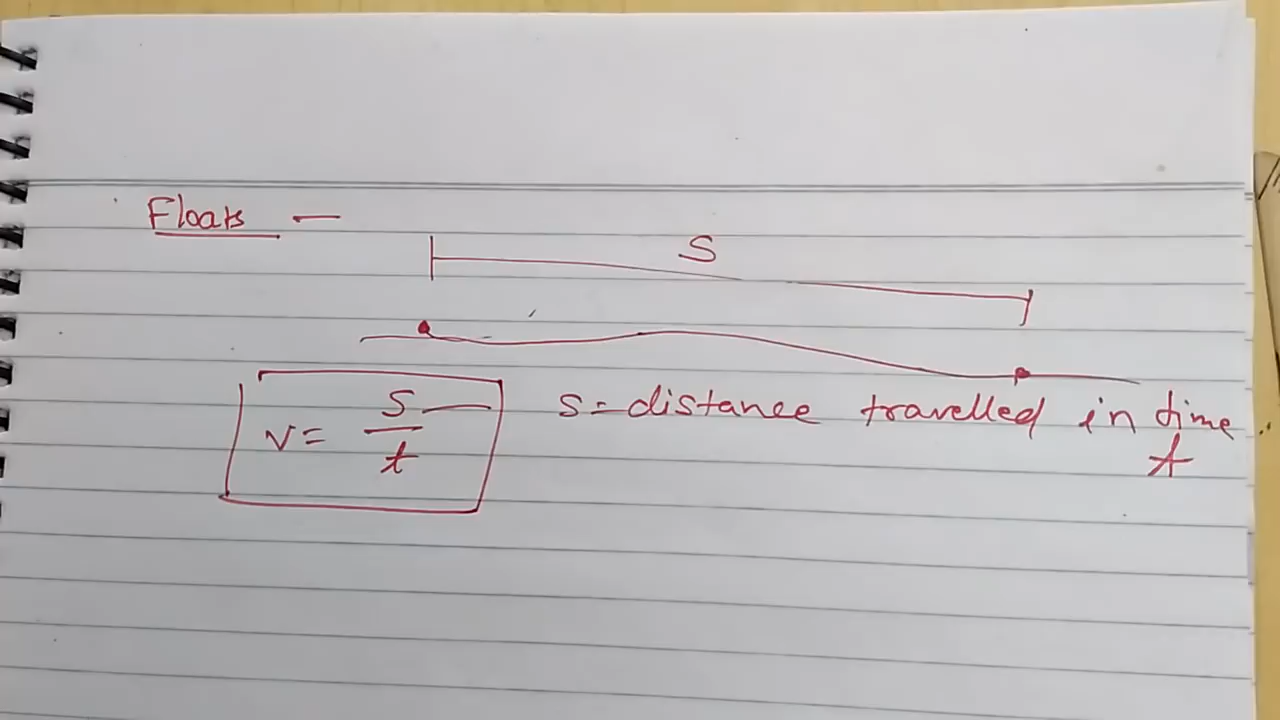 Floats —
S
v = s/t
s = distance travelled in time
t